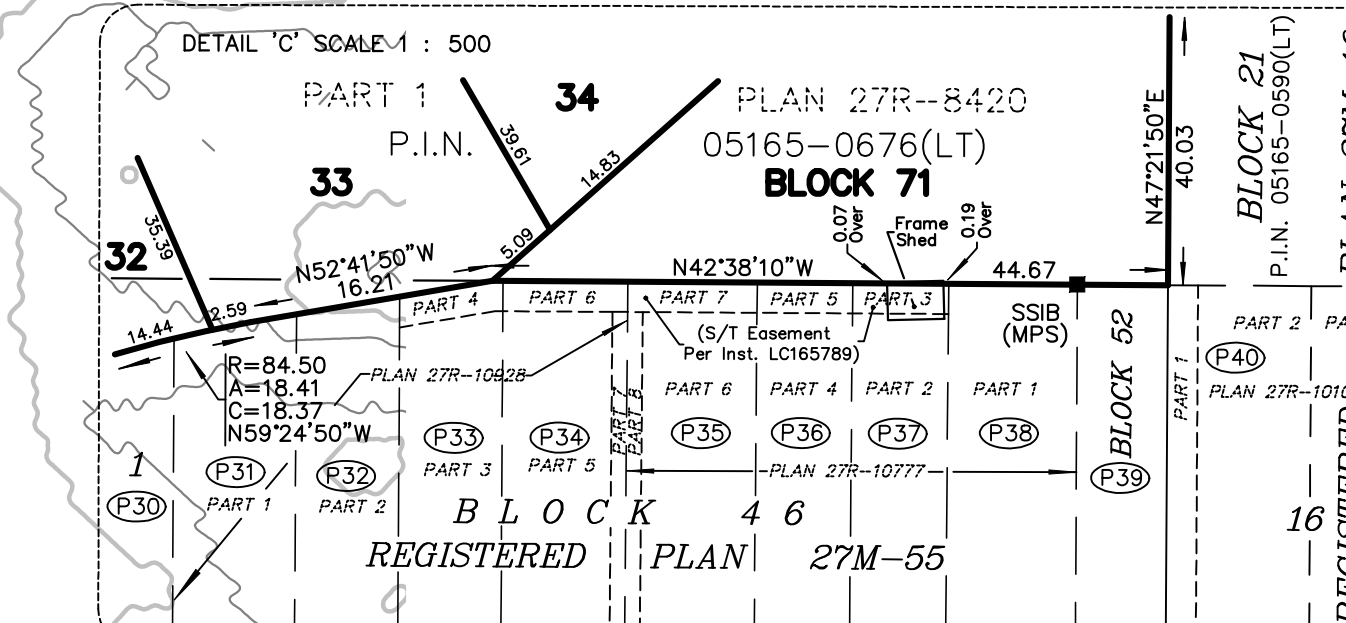 DETAIL 'C' SCALE 1 : 500
PART 1
34
PLAN 27R--8420
P.I.N.
05165-0676(LT)
33
BLOCK 71
32
39.61
14.83
35.39
5.09
N52°41'50"W
16.21
2.59
14.44
N42°38'10"W
44.67
0.07
Over
Frame
Shed
0.19
Over
N47°21'50"E
40.03
BLOCK 21
P.I.N. 05165-0590(LT)
PART 4
PART 6
PART 7
PART 5
PART 3
(S/T Easement
Per Inst. LC165789)
SSIB
(MPS)
R=84.50
A=18.41
C=18.37
N59°24'50"W
PLAN 27R--10928
PART 7
PART 8
PART 6
PART 4
PART 2
PART 1
BLOCK 52
PART 1
PART 2
P40
P33
P34
P35
P36
P37
P38
PART 3
PART 5
PLAN 27R--10777
P39
1
P30
P31
P32
PART 1
PART 2
BLOCK 46
REGISTERED PLAN 27M-55
16
REGISTERED